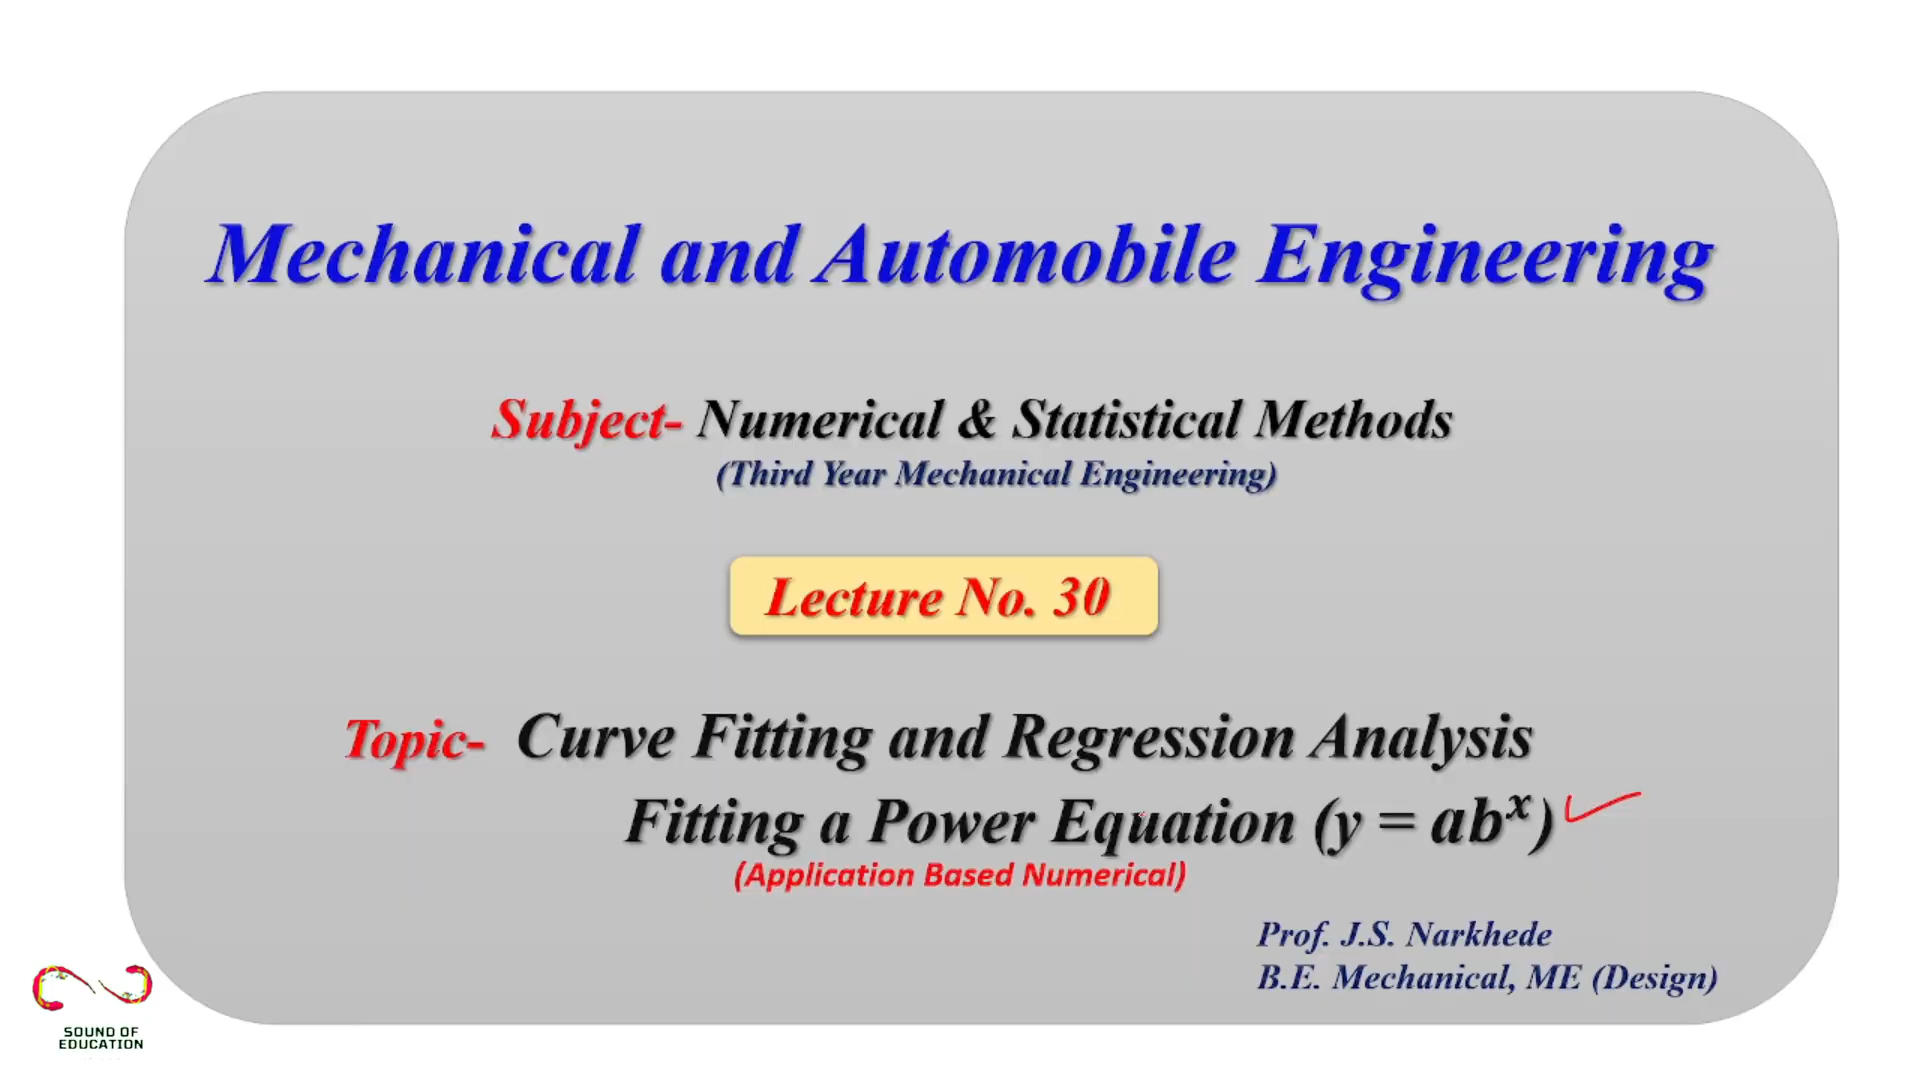 Mechanical and Automobile Engineering
Subject- Numerical & Statistical Methods
(Third Year Mechanical Engineering)
Lecture No. 30
Topic- Curve Fitting and Regression Analysis
Fitting a Power Equation (y = abˣ)
(Application Based Numerical)
Prof. J.S. Narkhede
B.E. Mechanical, ME (Design)
SOUND OF
EDUCATION